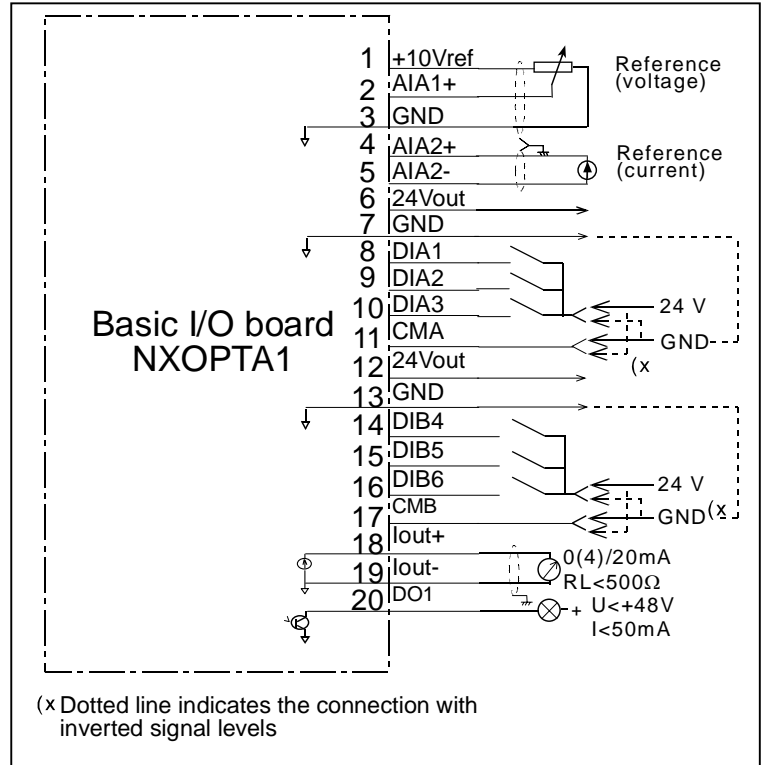 1 +10Vref
2 AIA1+
3 GND
Reference
(voltage)
4 AIA2+
5 AIA2-
Reference
(current)
6 24Vout
7 GND
8 DIA1
9 DIA2
10 DIA3
11 CMA
24 V
GND
(x
Basic I/O board
NXOPTA1
12 24Vout
13 GND
14 DIB4
15 DIB5
16 DIB6
17 CMB
24 V
GND (x
18 Iout+
19 Iout-
20 DO1
0(4)/20mA
RL<500Ω
+ U<+48V
I<50mA
(x Dotted line indicates the connection with
inverted signal levels